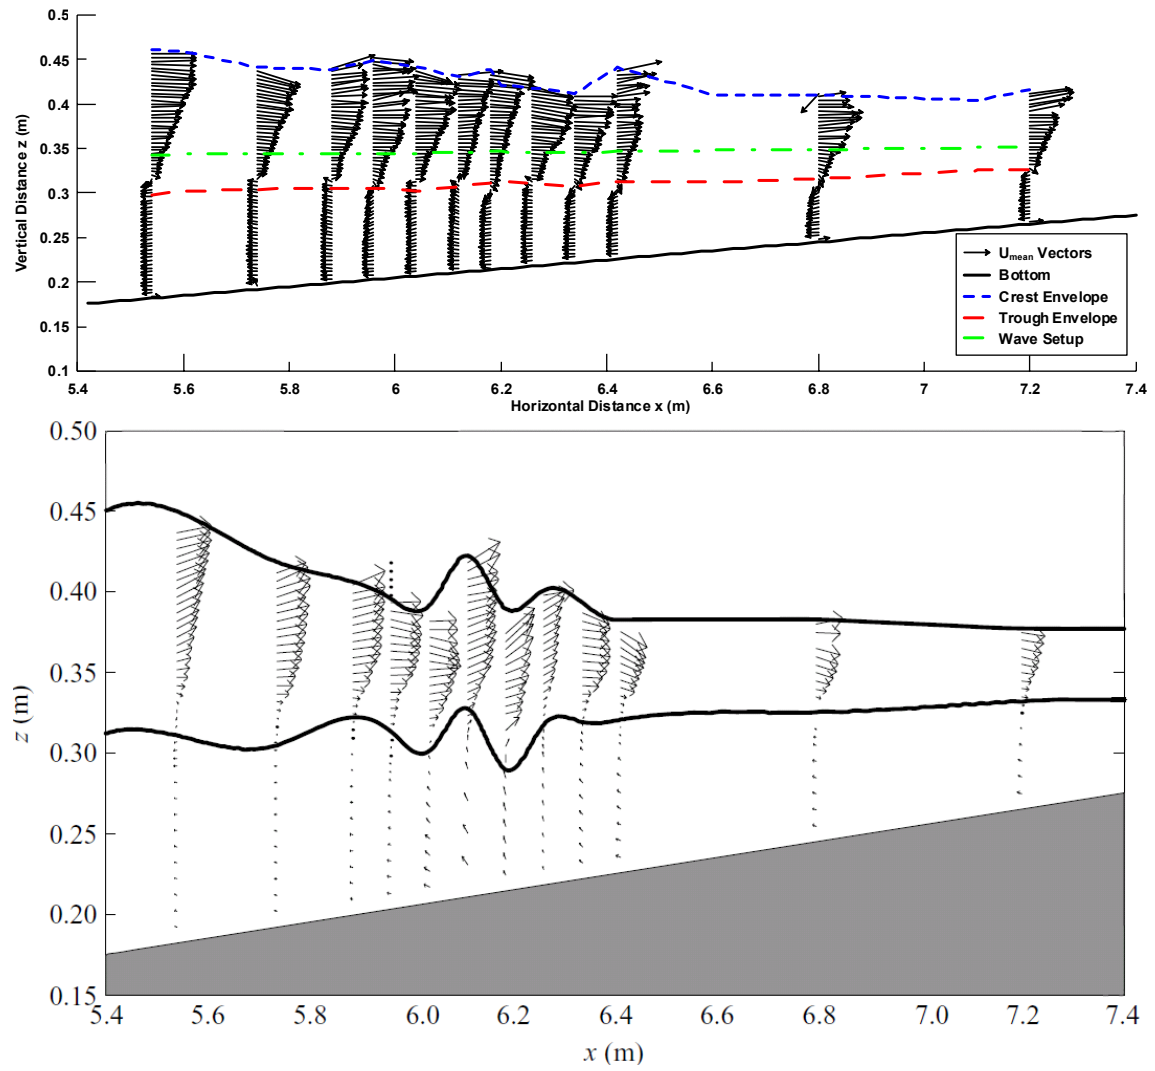 0.5
0.45
0.4
0.35
0.3
0.25
0.2
0.15
0.1
Vertical Distance z (m)
U mean Vectors
Bottom
Crest Envelope
Trough Envelope
Wave Setup
5.4 5.6 5.8 6 6.2 6.4 6.6 6.8 7 7.2 7.4
Horizontal Distance x (m)
0.50
0.45
0.40
0.35
0.30
0.25
0.20
0.15
z (m)
5.4 5.6 5.8 6.0 6.2 6.4 6.6 6.8 7.0 7.2 7.4
x (m)